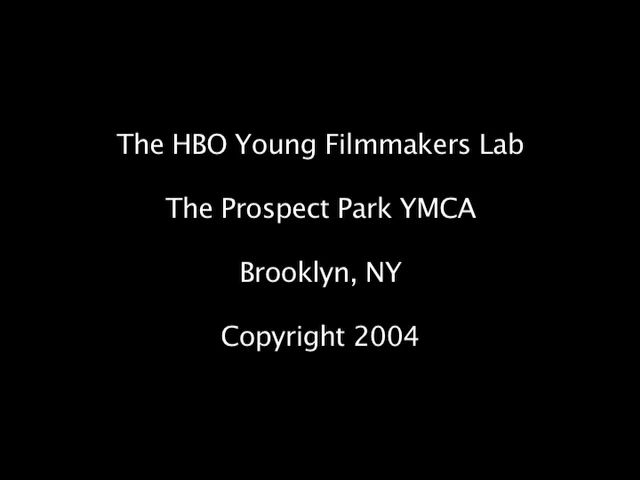 The HBO Young Filmmakers Lab
The Prospect Park YMCA
Brooklyn, NY
Copyright 2004